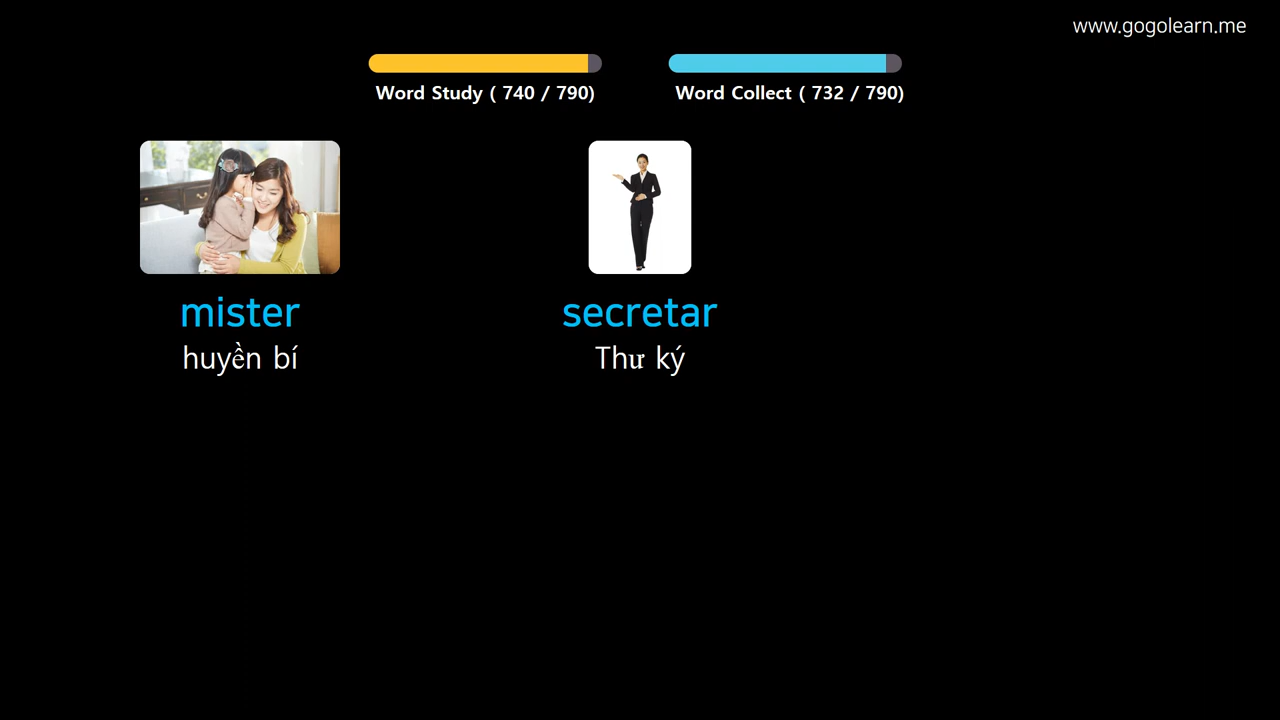 www.gogolearn.me
Word Study ( 740 / 790)
Word Collect ( 732 / 790)
mister
secretar
huyền bí
Thư ký